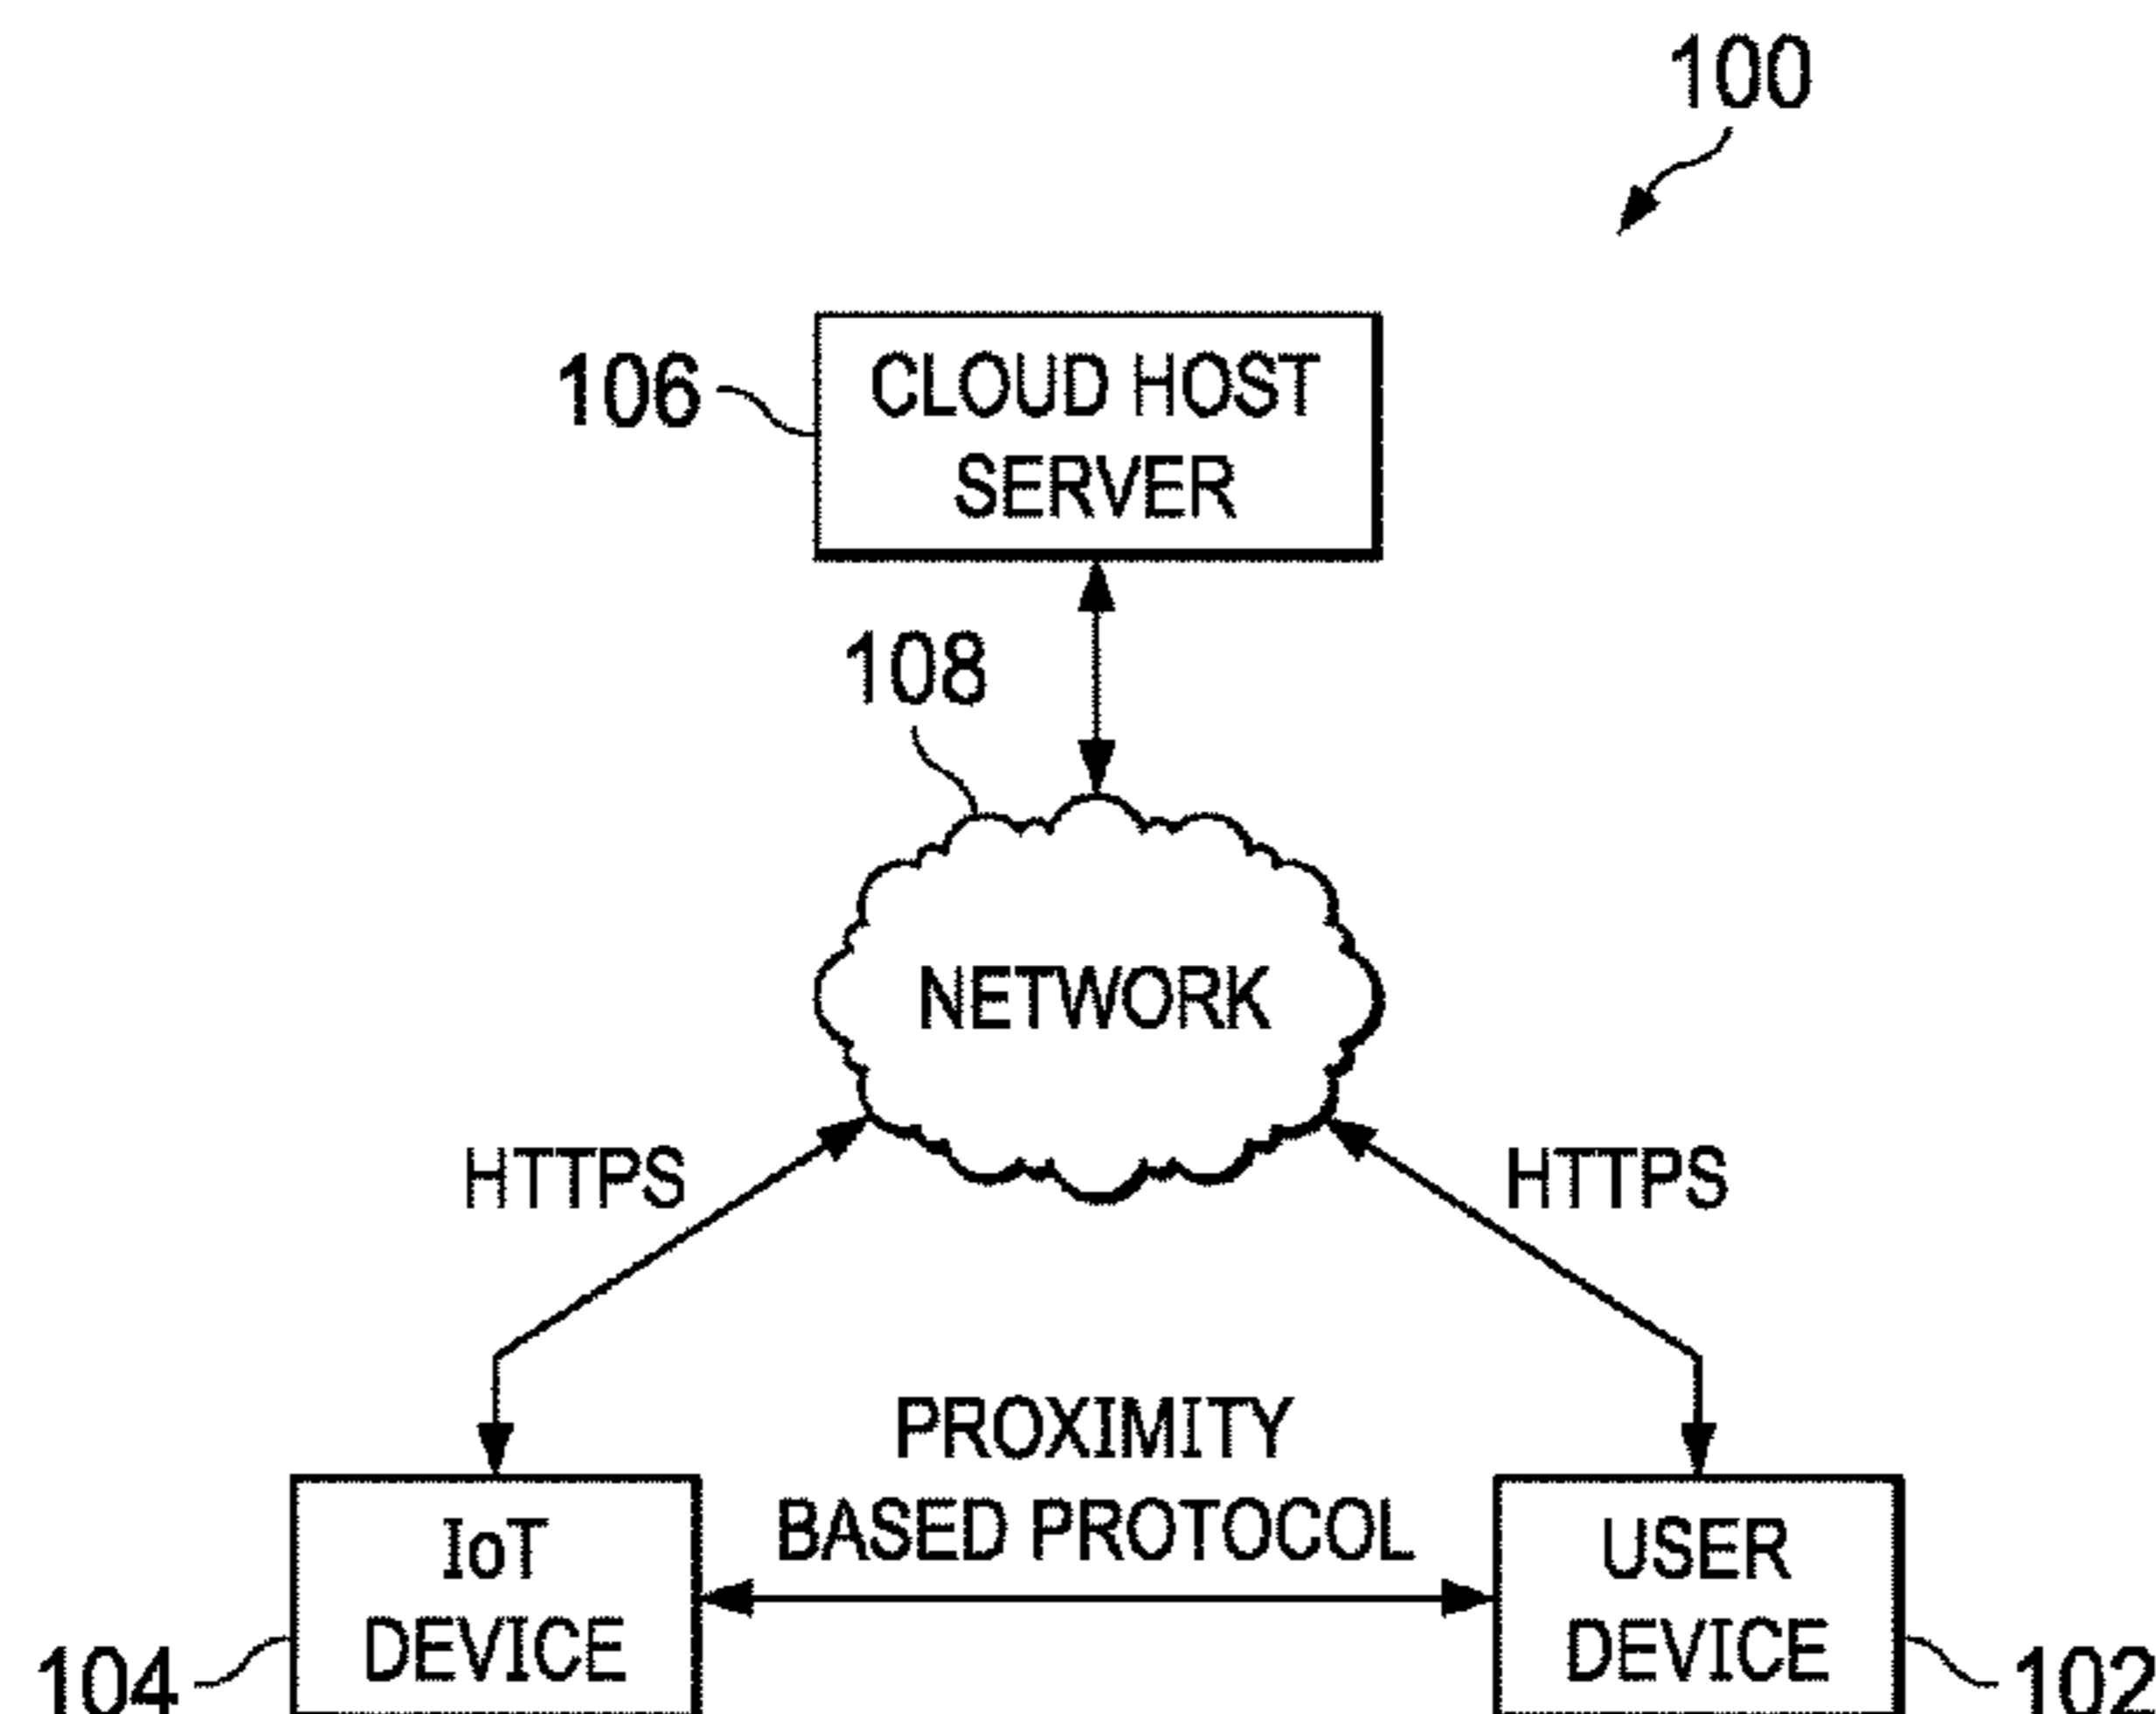 100
106
CLOUD HOST
SERVER
108
NETWORK
HTTPS
HTTPS
PROXIMITY
BASED PROTOCOL
IoT
DEVICE
USER
DEVICE
104
102